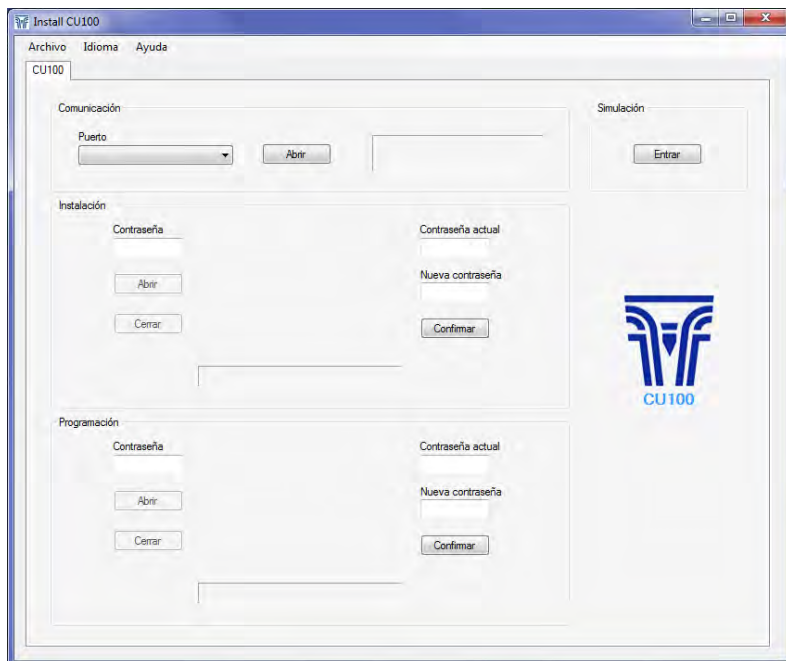 Install CU100
Archivo Idioma Ayuda
CU100
Comunicación
Puerto
Abrir
Simulación
Entrar
Instalación
Contraseña
Abrir
Cerrar
Contraseña actual
Nueva contraseña
Confirmar
CU100
Programación
Contraseña
Abrir
Cerrar
Contraseña actual
Nueva contraseña
Confirmar